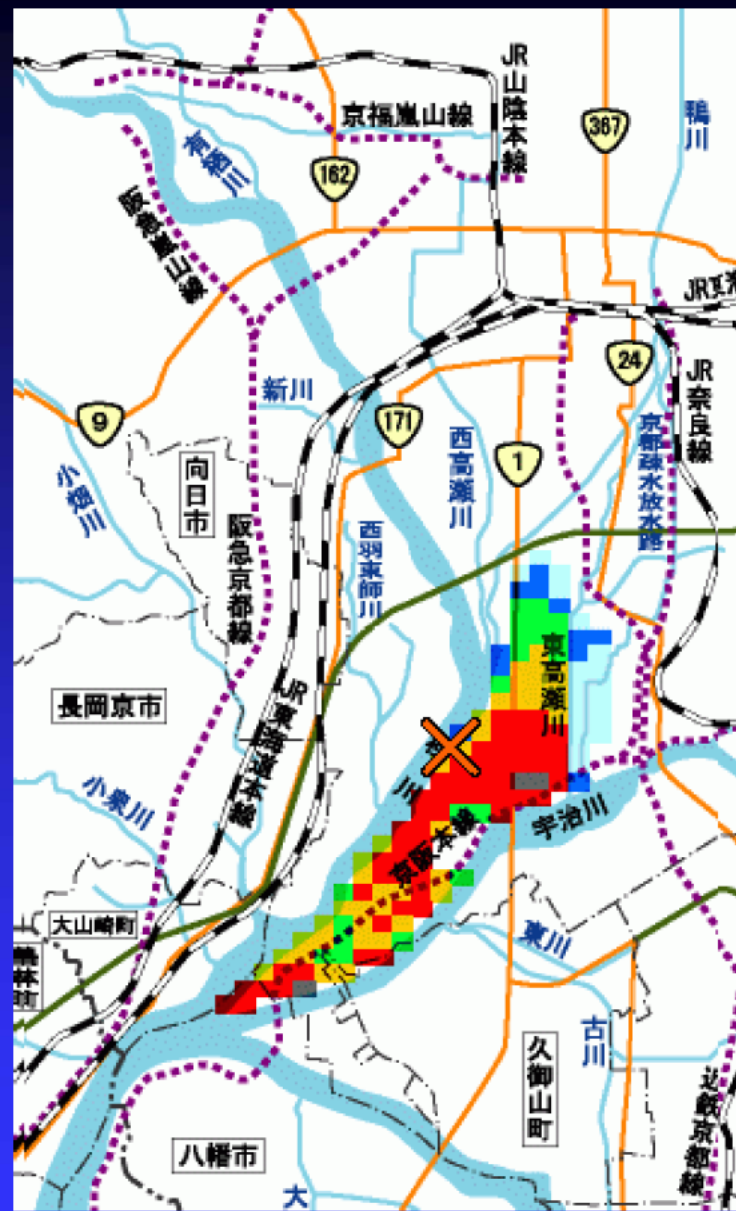 JR山陰本線
京福嵐山線
367
鴨川
有栖川
162
阪急嵐山線
24
JR奈良線
新川
171
9
西高瀬川
1
京都疏水放水路
小畑川
向日市
阪急京都線
西羽束師川
東高瀬川
長岡京市
JR東海道本線
小泉川
宇治川
京阪本線
大山崎町
東川
古川
久御山町
近鉄京都線
八幡市
大